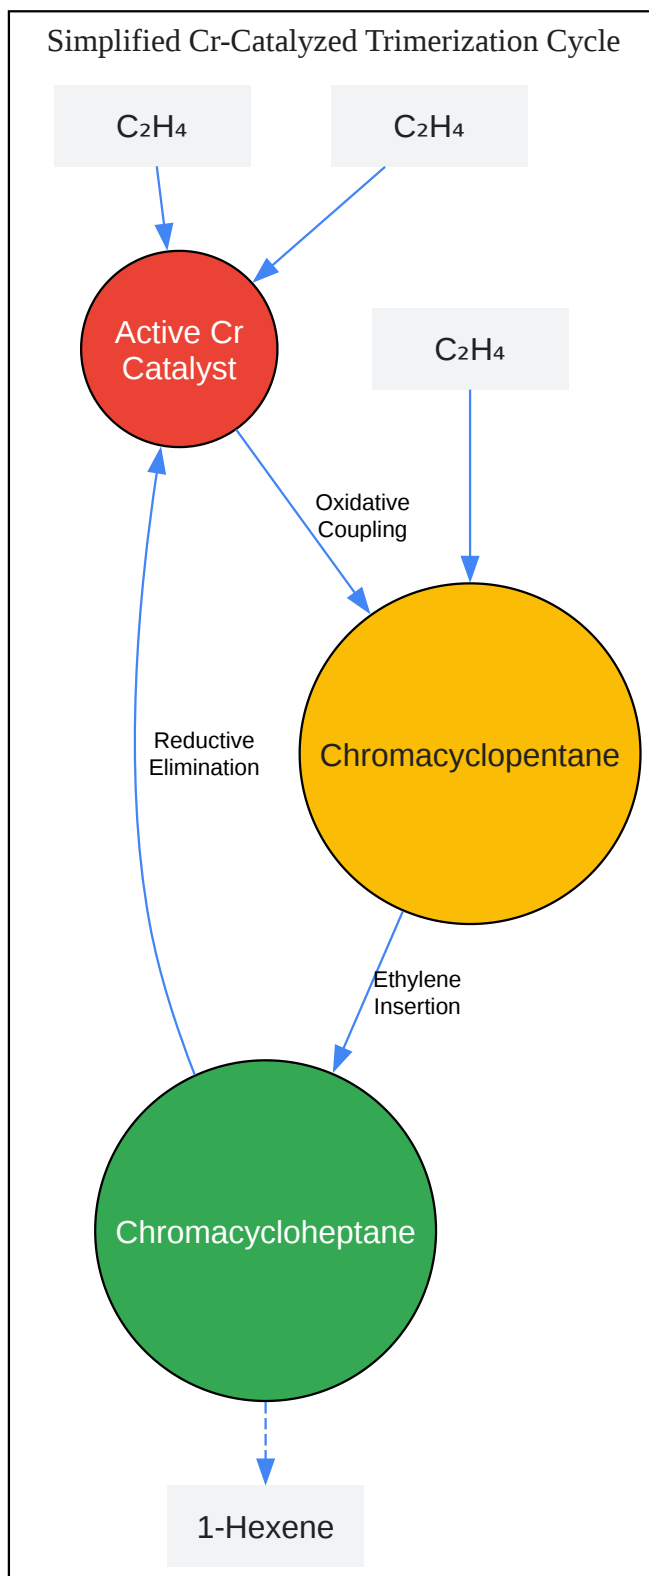 Simplified Cr-Catalyzed Trimerization Cycle
C₂H₄
C₂H₄
Active Cr
Catalyst
C₂H₄
Oxidative
Coupling
Reductive
Elimination
Chromacyclopentane
Ethylene
Insertion
Chromacycloheptane
1-Hexene